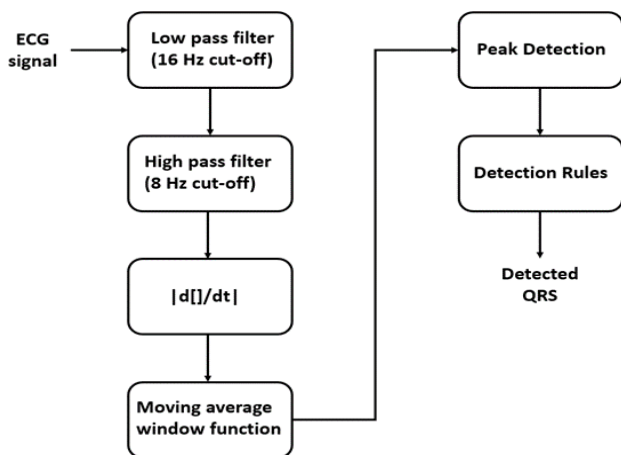 ECG
signal
Low pass filter
(16 Hz cut-off)
High pass filter
(8 Hz cut-off)
|d[]/dt|
Moving average
window function
Peak Detection
Detection Rules
Detected
QRS